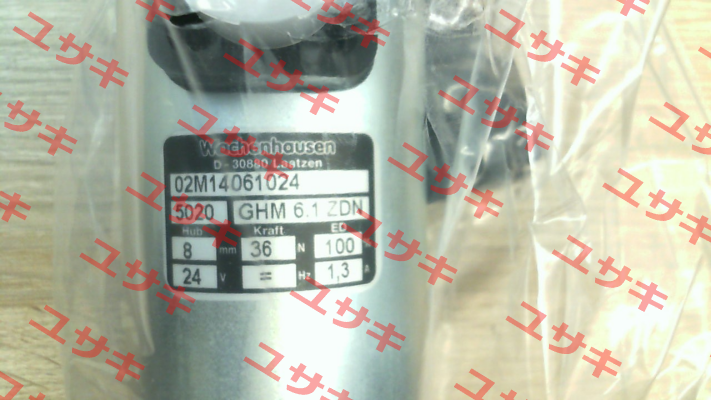 Wachenhausen
D - 30880 Laatzen
02M14061024
5020 GHM 6.1 ZDN
Hub Kraft ED
8 mm 36 N 100
24 V = Hz 1,3 A
ユサキ